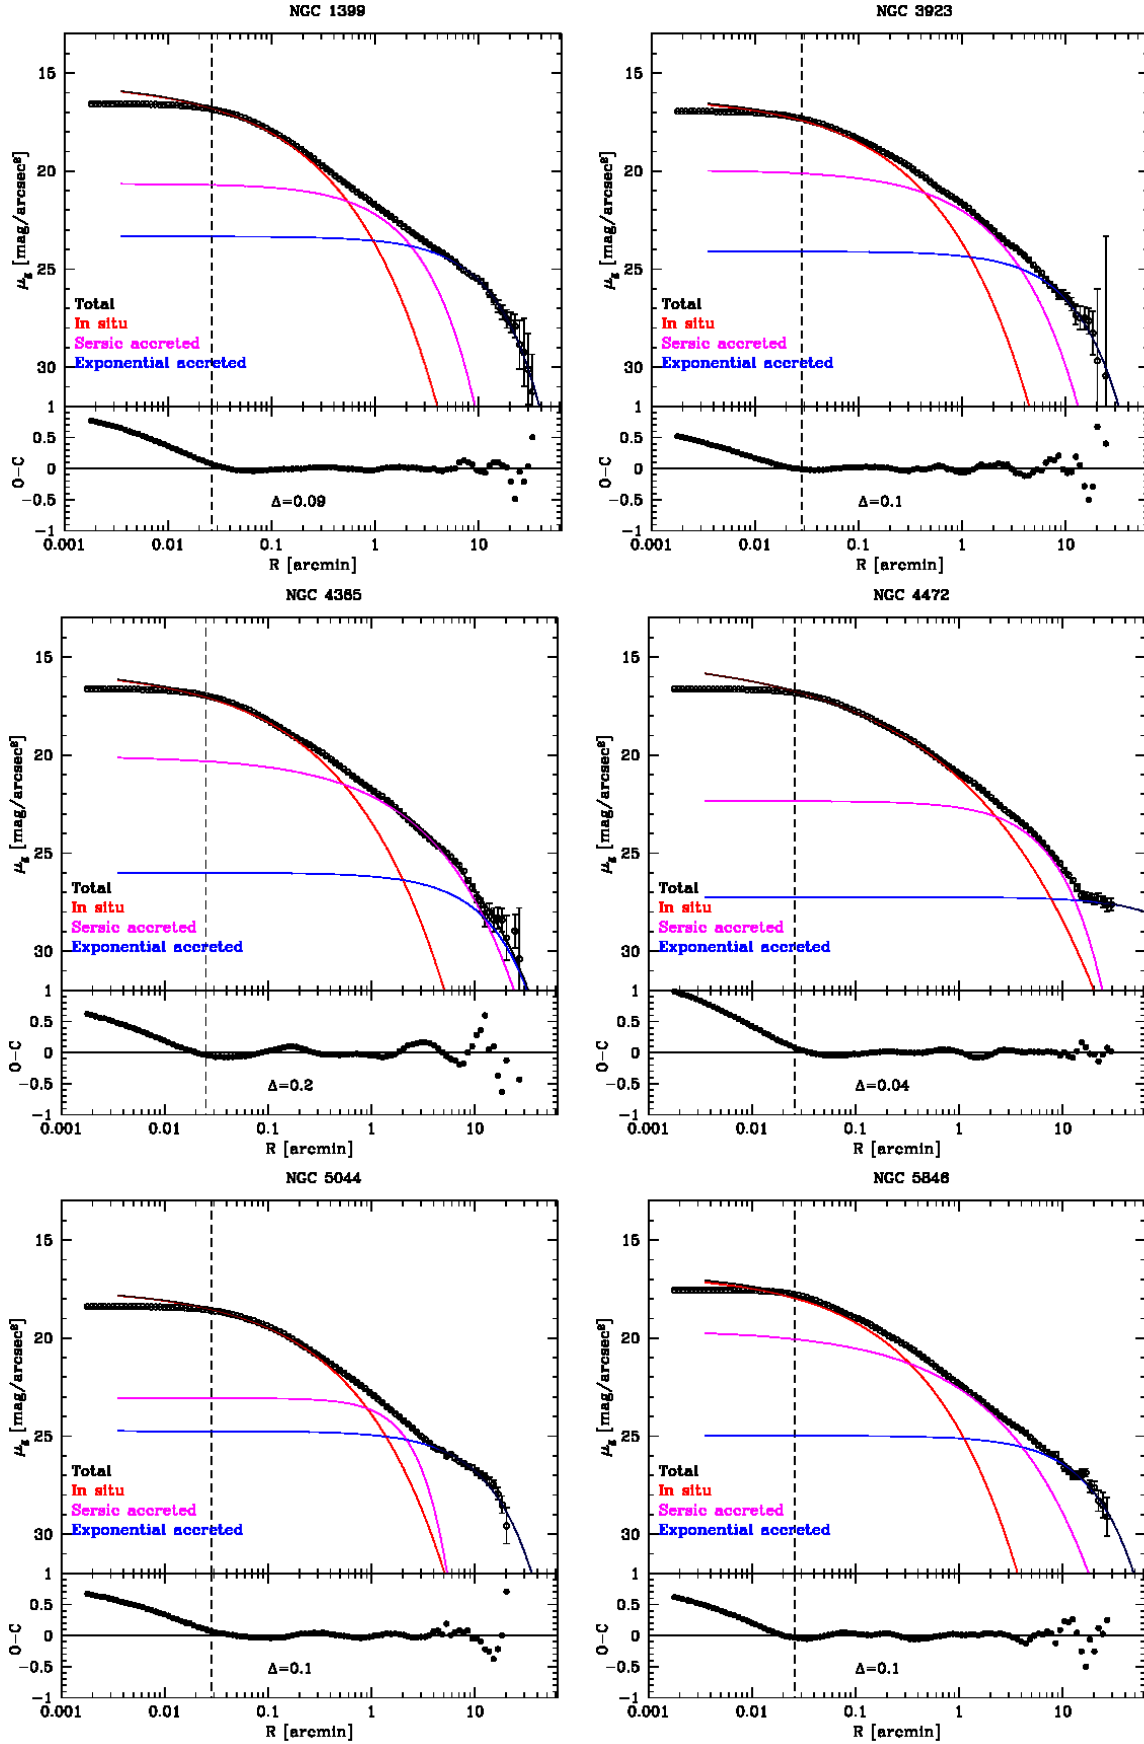 NGC 1399
15
20
25
30
μg [mag/arcsec²]
Total
In situ
Sersic accreted
Exponential accreted
1
0.5
0
−0.5
−1
O−C
Δ=0.09
0.001 0.01 0.1 1 10
R [arcmin]
NGC 3923
15
20
25
30
μg [mag/arcsec²]
Total
In situ
Sersic accreted
Exponential accreted
1
0.5
0
−0.5
−1
O−C
Δ=0.1
0.001 0.01 0.1 1 10
R [arcmin]
NGC 4365
15
20
25
30
μg [mag/arcsec²]
Total
In situ
Sersic accreted
Exponential accreted
1
0.5
0
−0.5
−1
O−C
Δ=0.2
0.001 0.01 0.1 1 10
R [arcmin]
NGC 4472
15
20
25
30
μg [mag/arcsec²]
Total
In situ
Sersic accreted
Exponential accreted
1
0.5
0
−0.5
−1
O−C
Δ=0.04
0.001 0.01 0.1 1 10
R [arcmin]
NGC 5044
15
20
25
30
μg [mag/arcsec²]
Total
In situ
Sersic accreted
Exponential accreted
1
0.5
0
−0.5
−1
O−C
Δ=0.1
0.001 0.01 0.1 1 10
R [arcmin]
NGC 5846
15
20
25
30
μg [mag/arcsec²]
Total
In situ
Sersic accreted
Exponential accreted
1
0.5
0
−0.5
−1
O−C
Δ=0.1
0.001 0.01 0.1 1 10
R [arcmin]